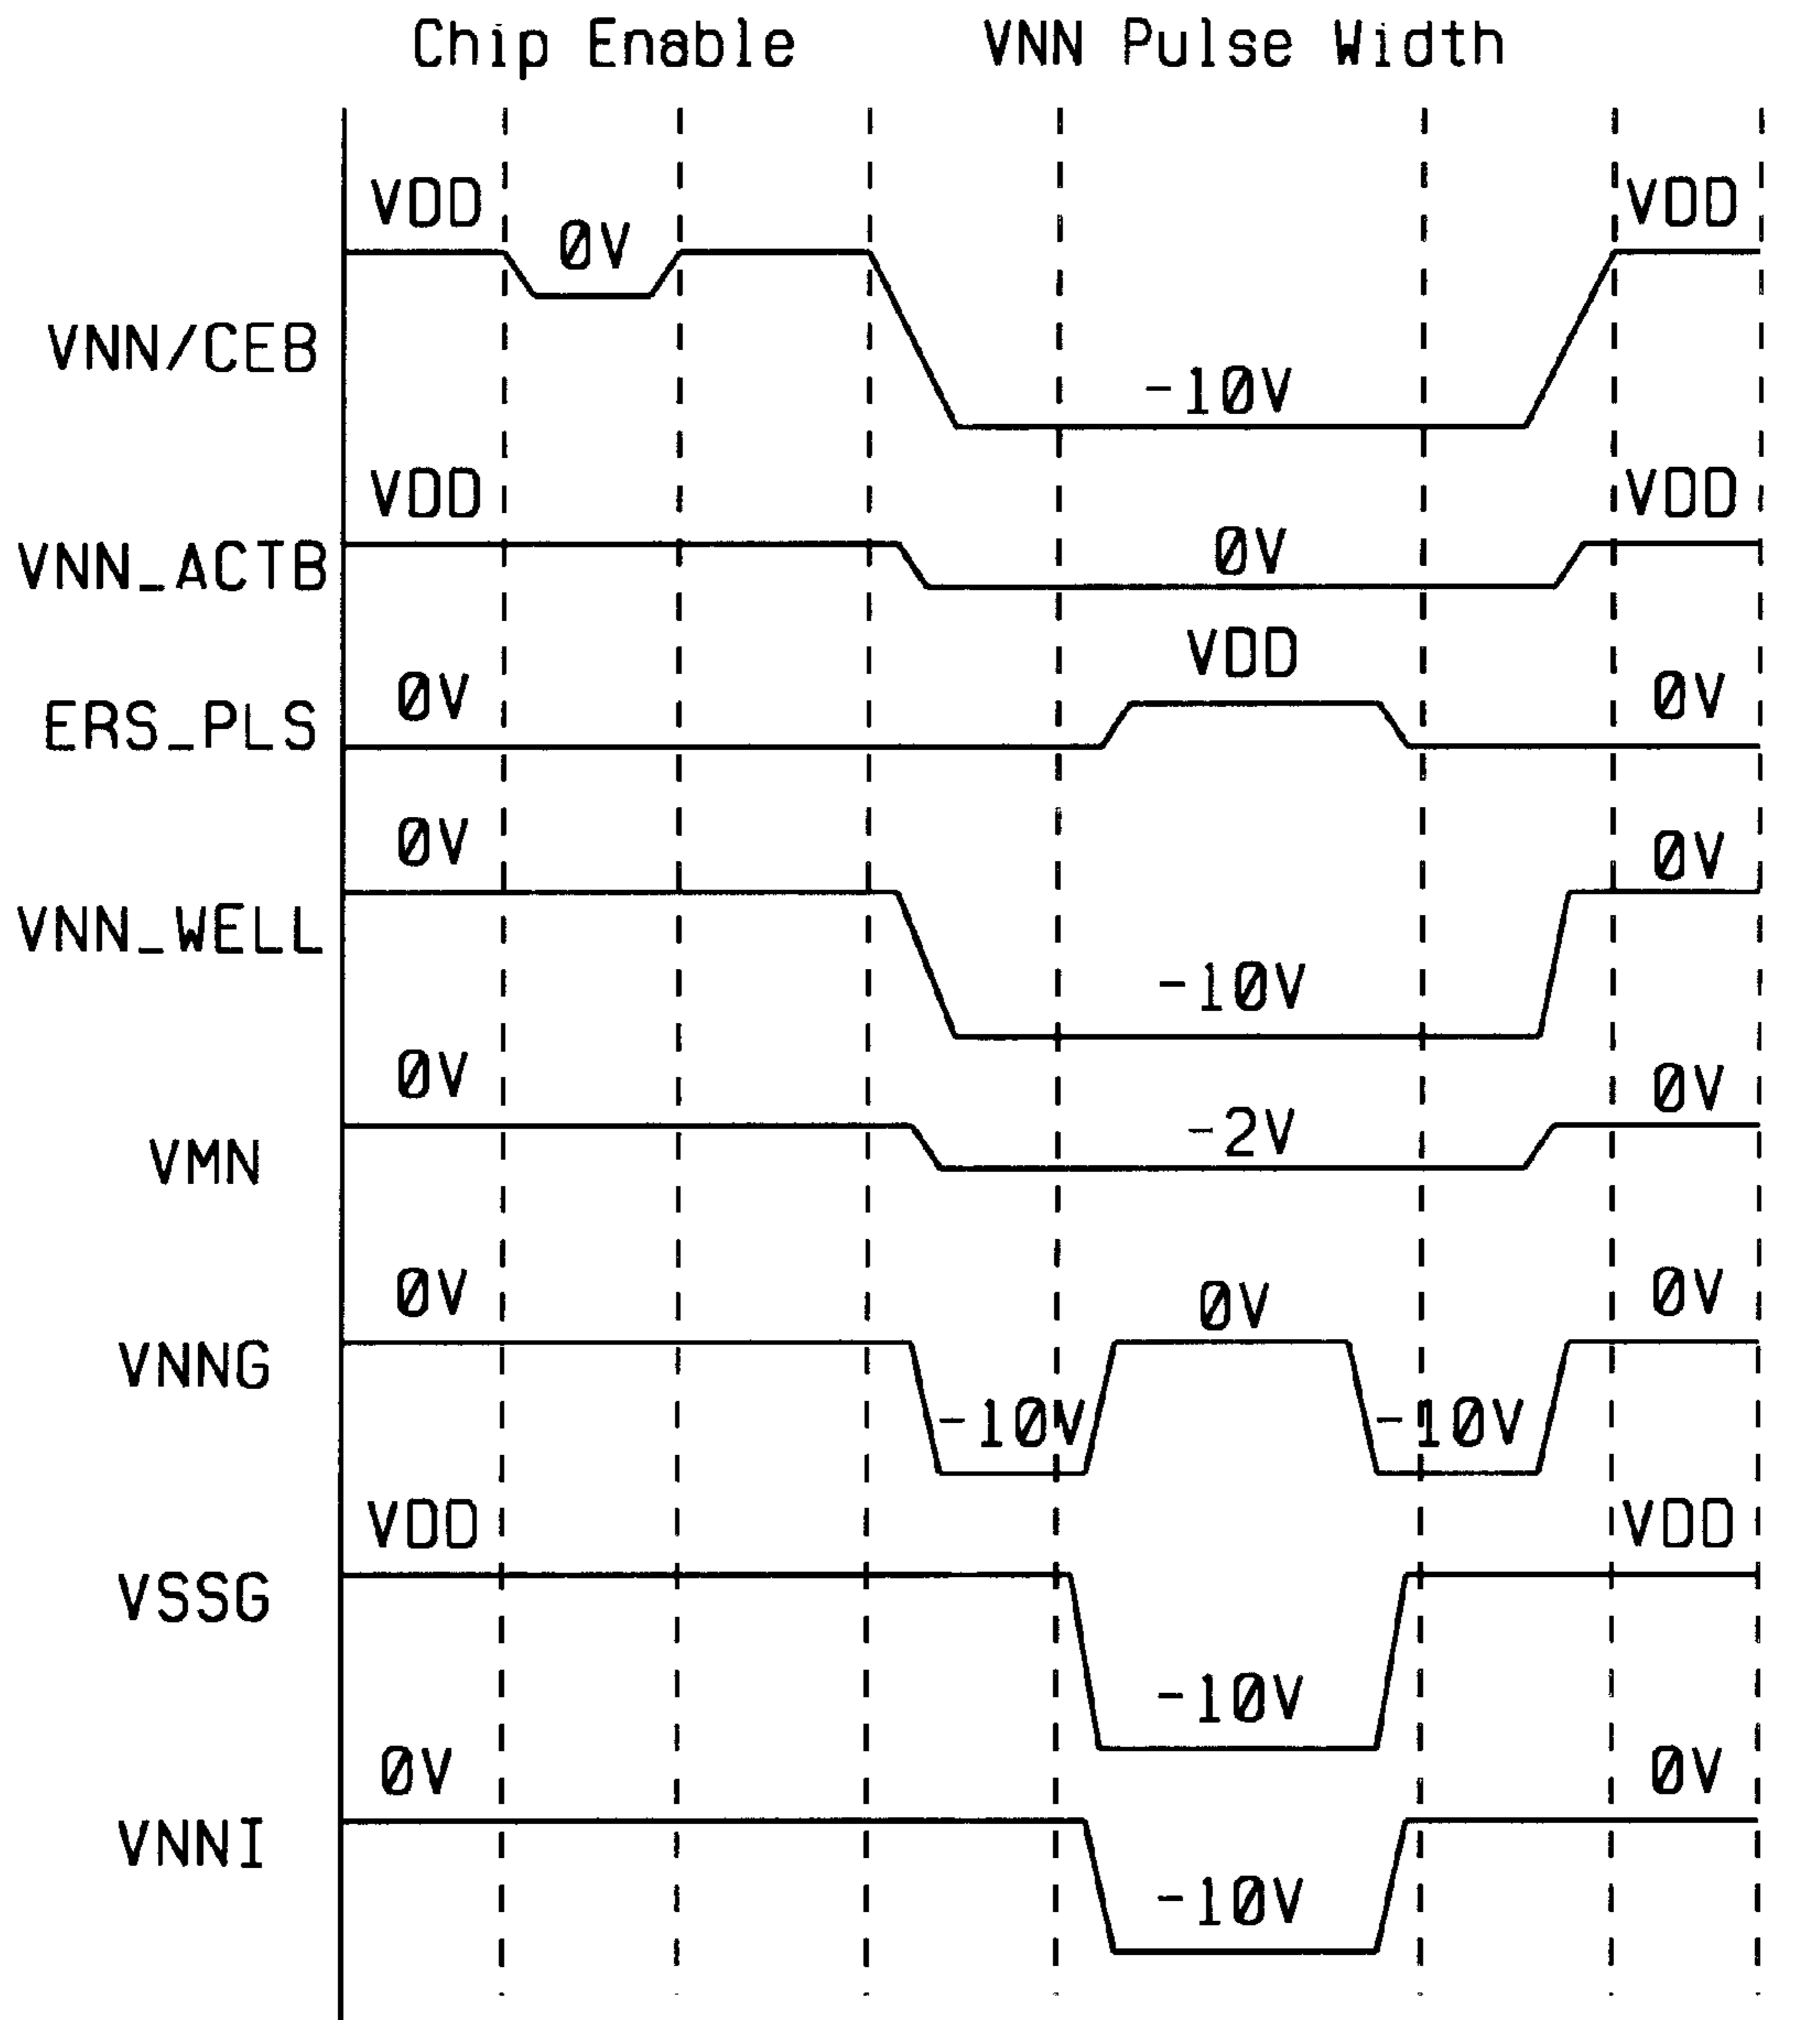 Chip Enable VNN Pulse Width
VDD VDD
0V
VNN/CEB
-10V
VDD VDD
VNN_ACTB 0V
VDD
0V 0V
ERS_PLS
0V 0V
VNN_WELL
-10V
0V 0V
-2V
VMN
0V 0V 0V
VNNG
-10V -10V
VDD VDD
VSSG
-10V
0V 0V
VNNI
-10V